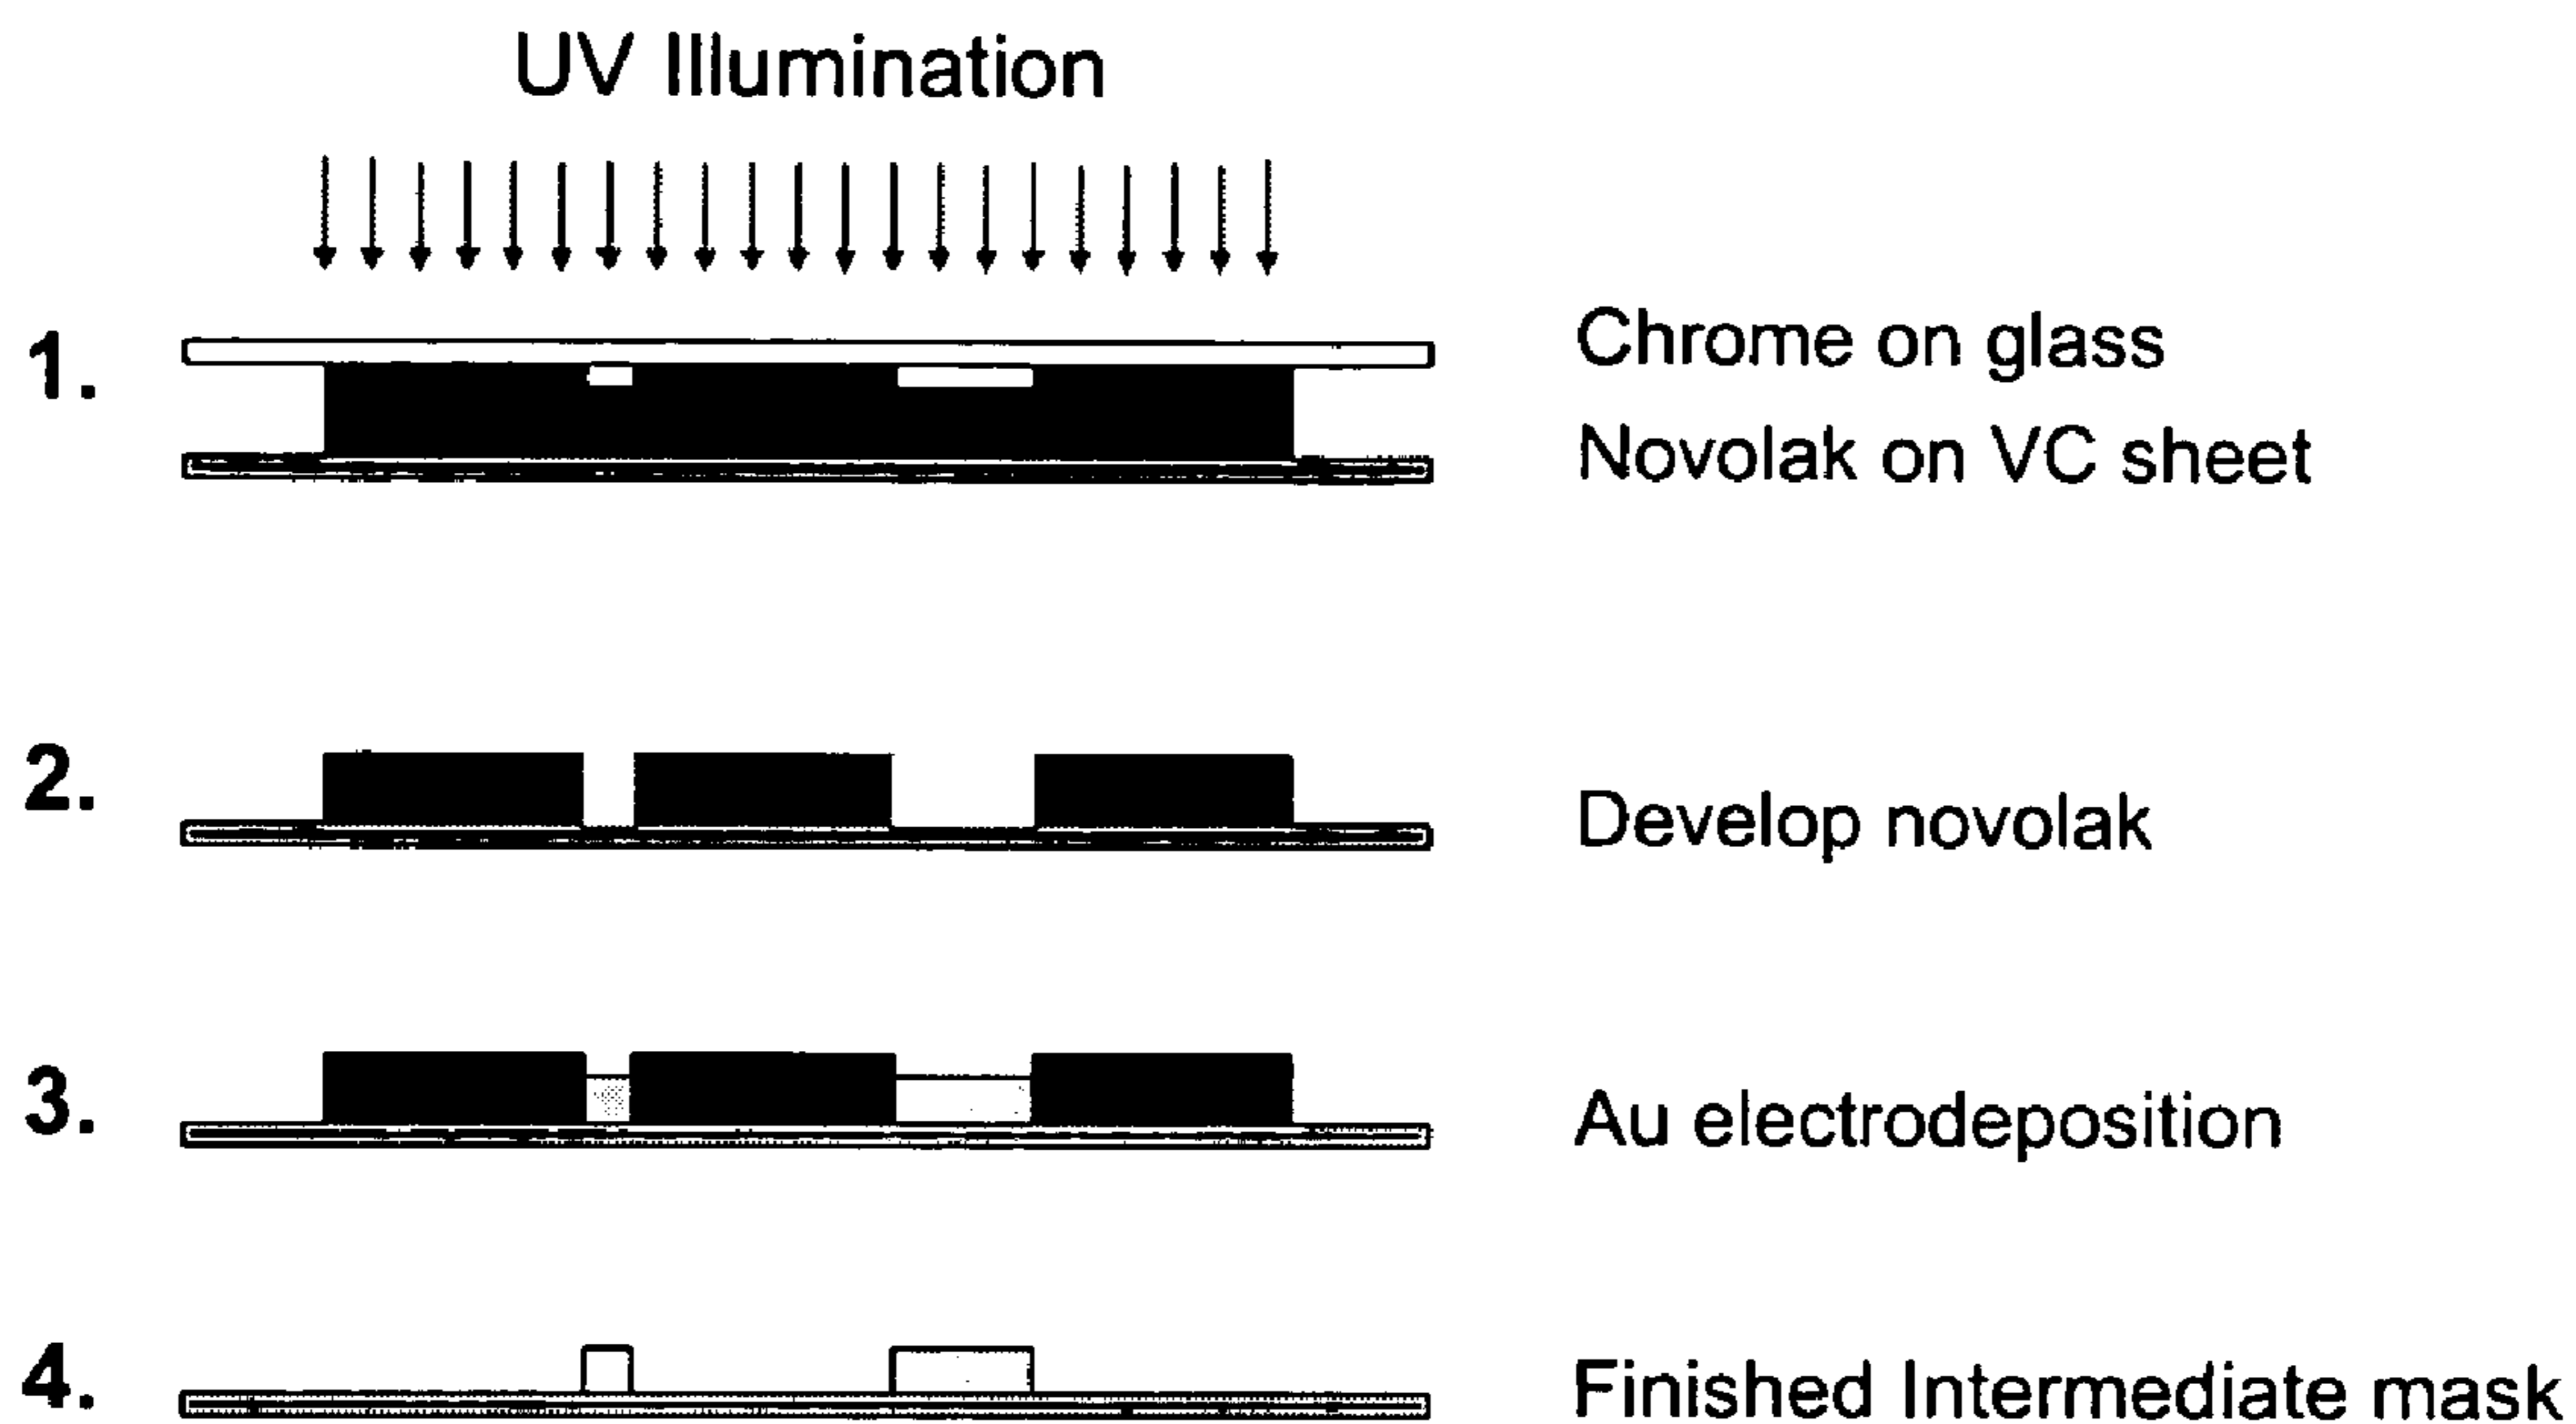 UV Illumination
1.
Chrome on glass
Novolak on VC sheet
2.
Develop novolak
3.
Au electrodeposition
4.
Finished Intermediate mask